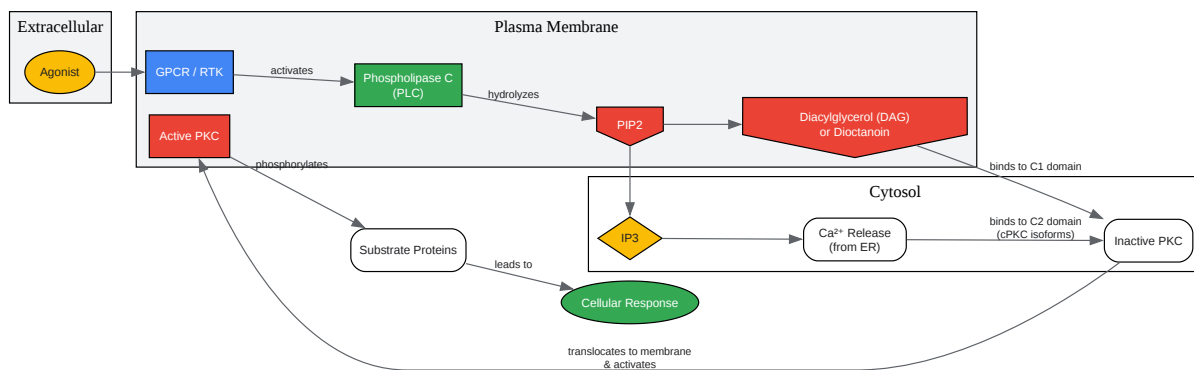 Extracellular
Plasma Membrane
Agonist
GPCR / RTK
activates
Phospholipase C
(PLC)
hydrolyzes
PIP2
Diacylglycerol (DAG)
or Dioctanoin
Active PKC
phosphorylates
binds to C1 domain
Cytosol
Substrate Proteins
IP3
Ca²⁺ Release
(from ER)
binds to C2 domain
(cPKC isoforms)
Inactive PKC
leads to
Cellular Response
translocates to membrane
& activates